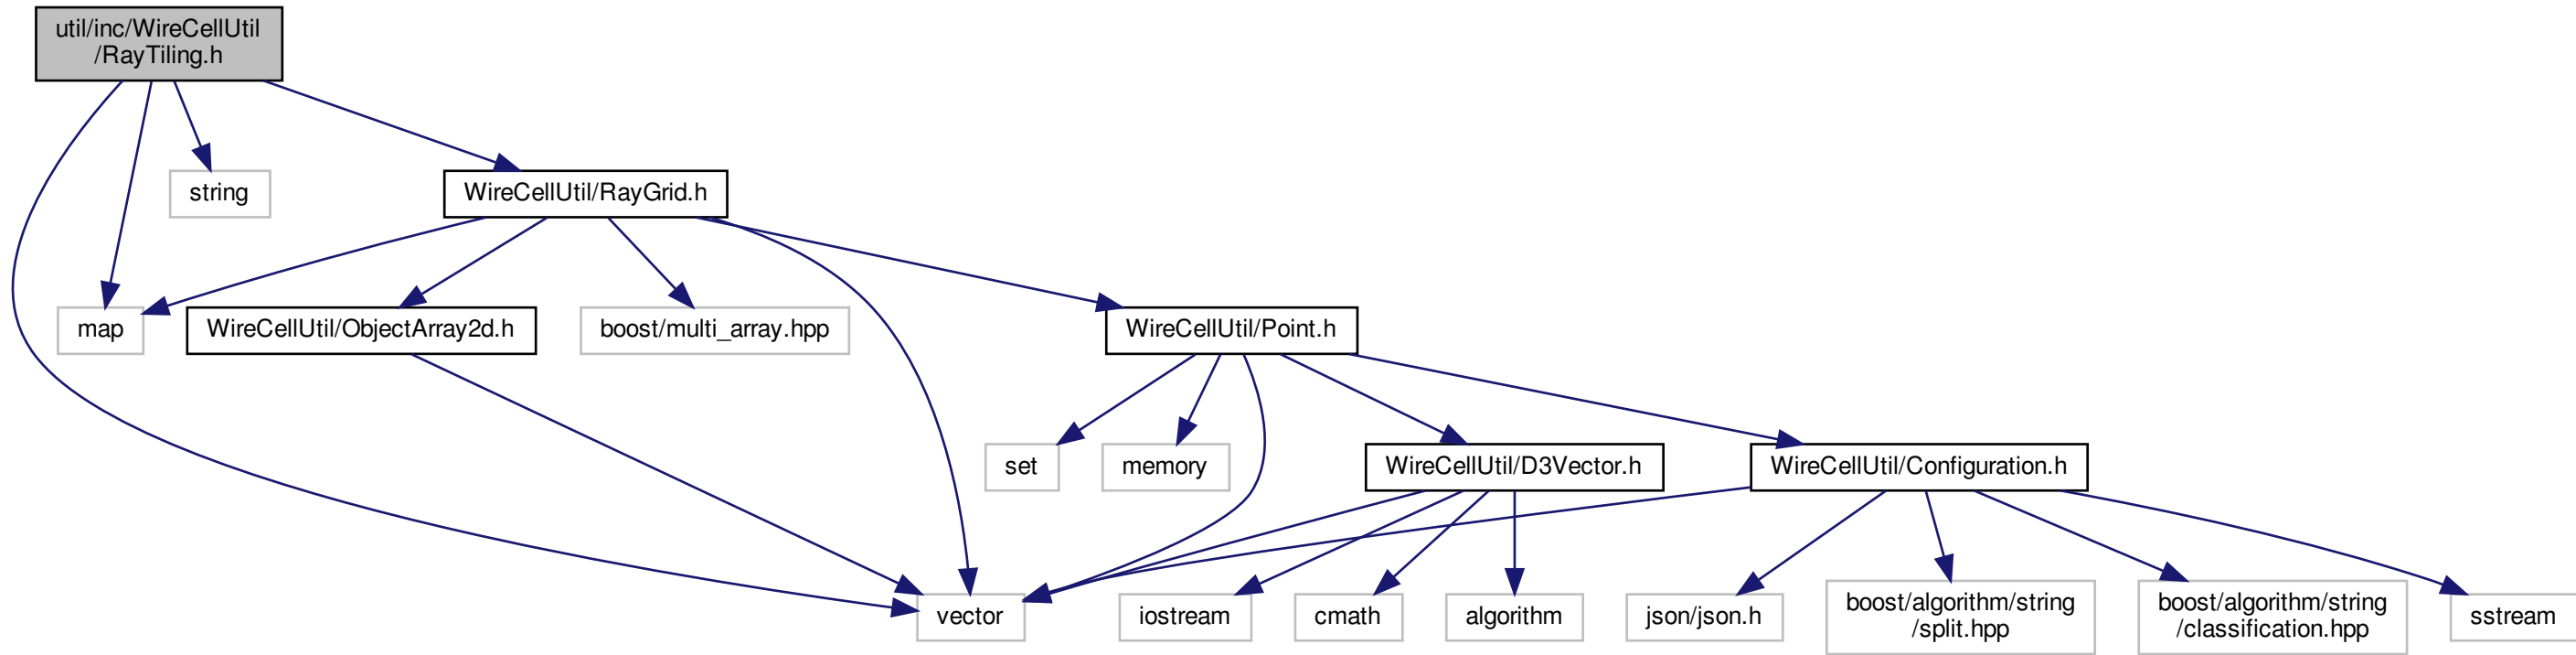 util/inc/WireCellUtil
/RayTiling.h
string
WireCellUtil/RayGrid.h
map
WireCellUtil/ObjectArray2d.h
boost/multi_array.hpp
WireCellUtil/Point.h
set
memory
WireCellUtil/D3Vector.h
WireCellUtil/Configuration.h
vector
iostream
cmath
algorithm
json/json.h
boost/algorithm/string
/split.hpp
boost/algorithm/string
/classification.hpp
sstream